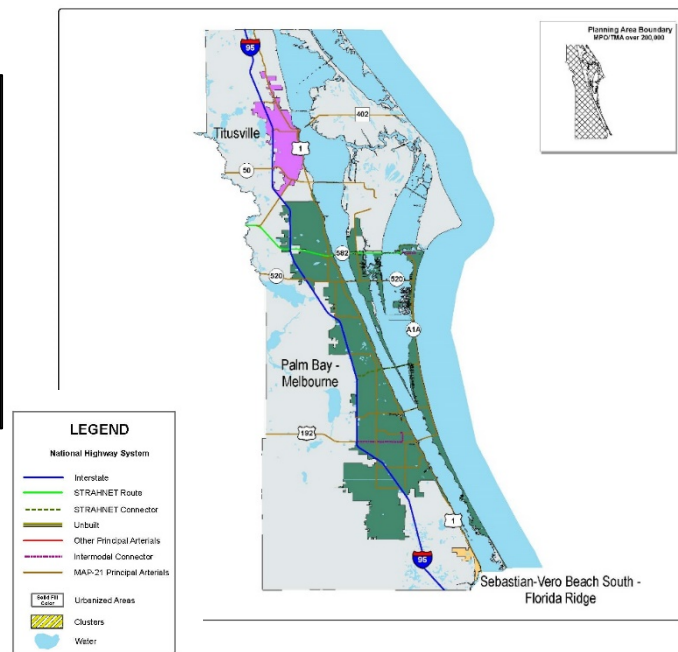 Planning Area Boundary
MPO/TMA over 200,000
95
402
Titusville
1
50
582
520
520
A1A
Palm Bay -
Melbourne
192
1
95
Sebastian-Vero Beach South -
Florida Ridge
LEGEND
National Highway System
Interstate
STRAHNET Route
STRAHNET Connector
Unbuilt
Other Principal Arterials
Intermodel Connector
MAP-21 Principal Arterials
Solid Fill
Color
Urbanized Areas
Clusters
Water